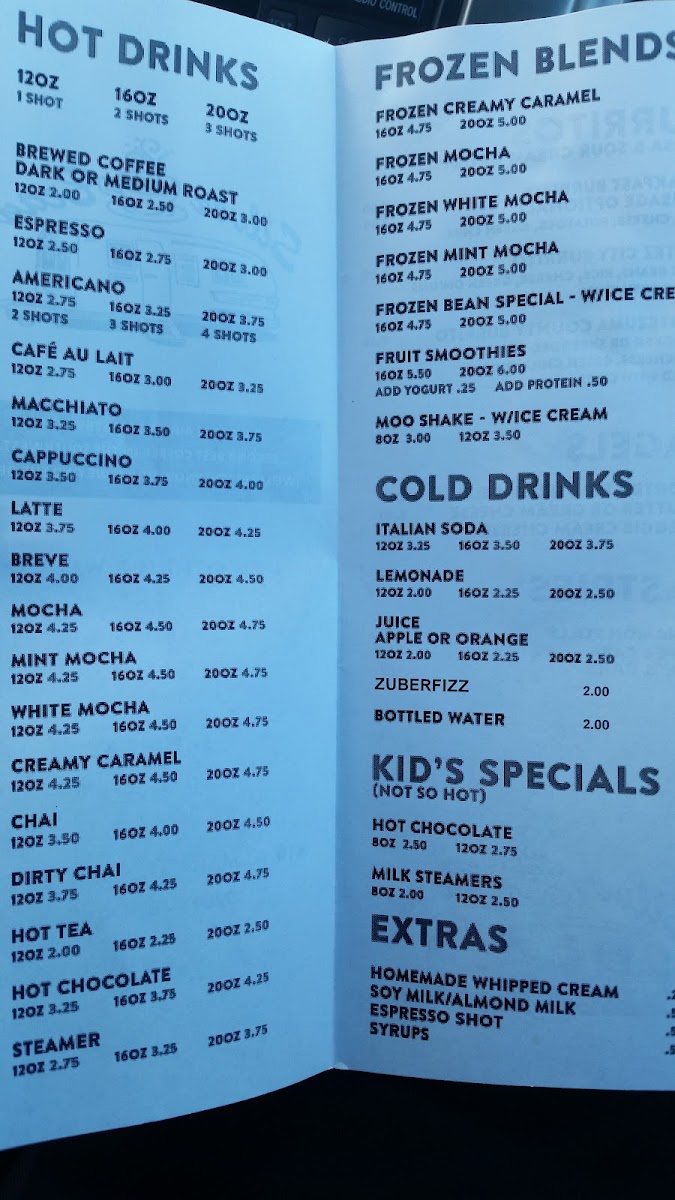 AUDIO CONTROL
HOT DRINKS
12OZ 16OZ 20OZ
1 SHOT 2 SHOTS 3 SHOTS
BREWED COFFEE
DARK OR MEDIUM ROAST
12OZ 2.00 16OZ 2.50 20OZ 3.00
ESPRESSO
12OZ 2.50 16OZ 2.75 20OZ 3.00
AMERICANO
12OZ 2.75 16OZ 3.25 20OZ 3.75
2 SHOTS 3 SHOTS 4 SHOTS
CAFÉ AU LAIT
12OZ 2.75 16OZ 3.00 20OZ 3.25
MACCHIATO
12OZ 3.25 16OZ 3.50 20OZ 3.75
CAPPUCCINO
12OZ 3.50 16OZ 3.75 20OZ 4.00
LATTE
12OZ 3.75 16OZ 4.00 20OZ 4.25
BREVE
12OZ 4.00 16OZ 4.25 20OZ 4.50
MOCHA
12OZ 4.25 16OZ 4.50 20OZ 4.75
MINT MOCHA
12OZ 4.25 16OZ 4.50 20OZ 4.75
WHITE MOCHA
12OZ 4.25 16OZ 4.50 20OZ 4.75
CREAMY CARAMEL
12OZ 4.25 16OZ 4.50 20OZ 4.75
CHAI
12OZ 3.50 16OZ 4.00 20OZ 4.50
DIRTY CHAI
12OZ 3.75 16OZ 4.25 20OZ 4.75
HOT TEA
12OZ 2.00 16OZ 2.25 20OZ 2.50
HOT CHOCOLATE
12OZ 3.25 16OZ 3.75 20OZ 4.25
STEAMER
12OZ 2.75 16OZ 3.25 20OZ 3.75
FROZEN BLENDS
FROZEN CREAMY CARAMEL
16OZ 4.75 20OZ 5.00
FROZEN MOCHA
16OZ 4.75 20OZ 5.00
FROZEN WHITE MOCHA
16OZ 4.75 20OZ 5.00
FROZEN MINT MOCHA
16OZ 4.75 20OZ 5.00
FROZEN BEAN SPECIAL - W/ICE CRE
16OZ 4.75 20OZ 5.00
FRUIT SMOOTHIES
16OZ 5.50 20OZ 6.00
ADD YOGURT .25 ADD PROTEIN .50
MOO SHAKE - W/ICE CREAM
8OZ 3.00 12OZ 3.50
COLD DRINKS
ITALIAN SODA
12OZ 3.25 16OZ 3.50 20OZ 3.75
LEMONADE
12OZ 2.00 16OZ 2.25 20OZ 2.50
JUICE
APPLE OR ORANGE
12OZ 2.00 16OZ 2.25 20OZ 2.50
ZUBERFIZZ 2.00
BOTTLED WATER 2.00
KID'S SPECIALS
(NOT SO HOT)
HOT CHOCOLATE
8OZ 2.50 12OZ 2.75
MILK STEAMERS
8OZ 2.00 12OZ 2.50
EXTRAS
HOMEMADE WHIPPED CREAM
SOY MILK/ALMOND MILK
ESPRESSO SHOT
SYRUPS